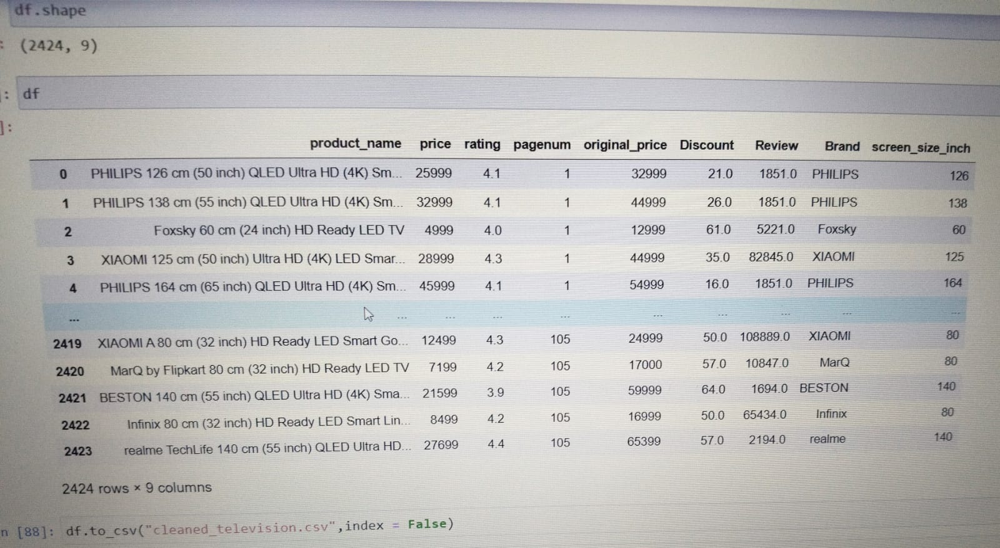 df.shape
: (2424, 9)
]: df
]:
product_name price rating pagenum original_price Discount Review Brand screen_size_inch
0 PHILIPS 126 cm (50 inch) QLED Ultra HD (4K) Sm... 25999 4.1 1 32999 21.0 1851.0 PHILIPS 126
1 PHILIPS 138 cm (55 inch) QLED Ultra HD (4K) Sm... 32999 4.1 1 44999 26.0 1851.0 PHILIPS 138
2 Foxsky 60 cm (24 inch) HD Ready LED TV 4999 4.0 1 12999 61.0 5221.0 Foxsky 60
3 XIAOMI 125 cm (50 inch) Ultra HD (4K) LED Smar... 28999 4.3 1 44999 35.0 82845.0 XIAOMI 125
4 PHILIPS 164 cm (65 inch) QLED Ultra HD (4K) Sm... 45999 4.1 1 54999 16.0 1851.0 PHILIPS 164
... ... ... ... ... ... ... ... ... ...
2419 XIAOMI A 80 cm (32 inch) HD Ready LED Smart Go... 12499 4.3 105 24999 50.0 108889.0 XIAOMI 80
2420 MarQ by Flipkart 80 cm (32 inch) HD Ready LED TV 7199 4.2 105 17000 57.0 10847.0 MarQ 80
2421 BESTON 140 cm (55 inch) QLED Ultra HD (4K) Sma... 21599 3.9 105 59999 64.0 1694.0 BESTON 140
2422 Infinix 80 cm (32 inch) HD Ready LED Smart Lin... 8499 4.2 105 16999 50.0 65434.0 Infinix 80
2423 realme TechLife 140 cm (55 inch) QLED Ultra HD... 27699 4.4 105 65399 57.0 2194.0 realme 140
2424 rows × 9 columns
n [88]: df.to_csv("cleaned_television.csv",index = False)